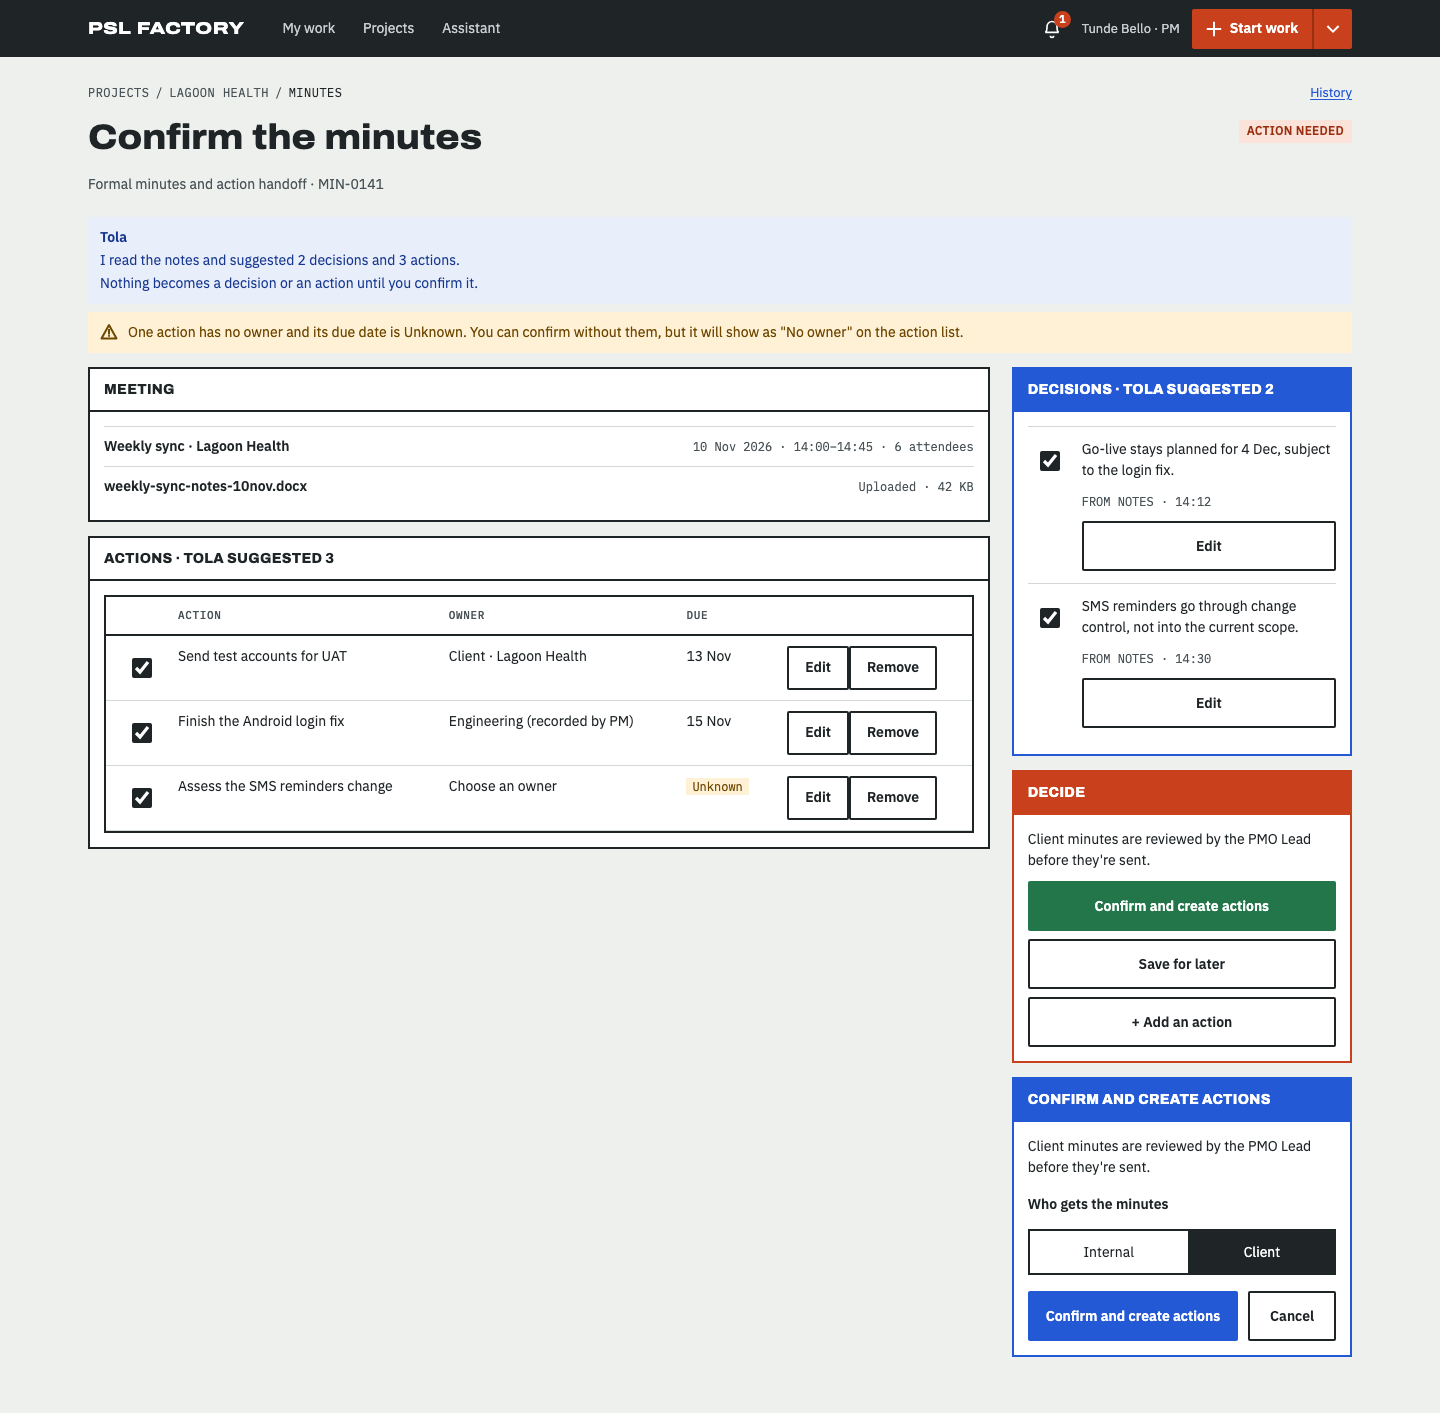 PSL FACTORY
My work
Projects
Assistant
1
Tunde Bello · PM
Start work
PROJECTS / LAGOON HEALTH / MINUTES
History
Confirm the minutes
ACTION NEEDED
Formal minutes and action handoff · MIN-0141
Tola
I read the notes and suggested 2 decisions and 3 actions.
Nothing becomes a decision or an action until you confirm it.
One action has no owner and its due date is Unknown. You can confirm without them, but it will show as "No owner" on the action list.
MEETING
Weekly sync · Lagoon Health
10 Nov 2026 · 14:00–14:45 · 6 attendees
weekly-sync-notes-10nov.docx
Uploaded · 42 KB
ACTIONS · TOLA SUGGESTED 3
ACTION
OWNER
DUE
Send test accounts for UAT
Client · Lagoon Health
13 Nov
Edit
Remove
Finish the Android login fix
Engineering (recorded by PM)
15 Nov
Edit
Remove
Assess the SMS reminders change
Choose an owner
Unknown
Edit
Remove
DECISIONS · TOLA SUGGESTED 2
Go-live stays planned for 4 Dec, subject
to the login fix.
FROM NOTES · 14:12
Edit
SMS reminders go through change
control, not into the current scope.
FROM NOTES · 14:30
Edit
DECIDE
Client minutes are reviewed by the PMO Lead
before they're sent.
Confirm and create actions
Save for later
+ Add an action
CONFIRM AND CREATE ACTIONS
Client minutes are reviewed by the PMO Lead
before they're sent.
Who gets the minutes
Internal
Client
Confirm and create actions
Cancel